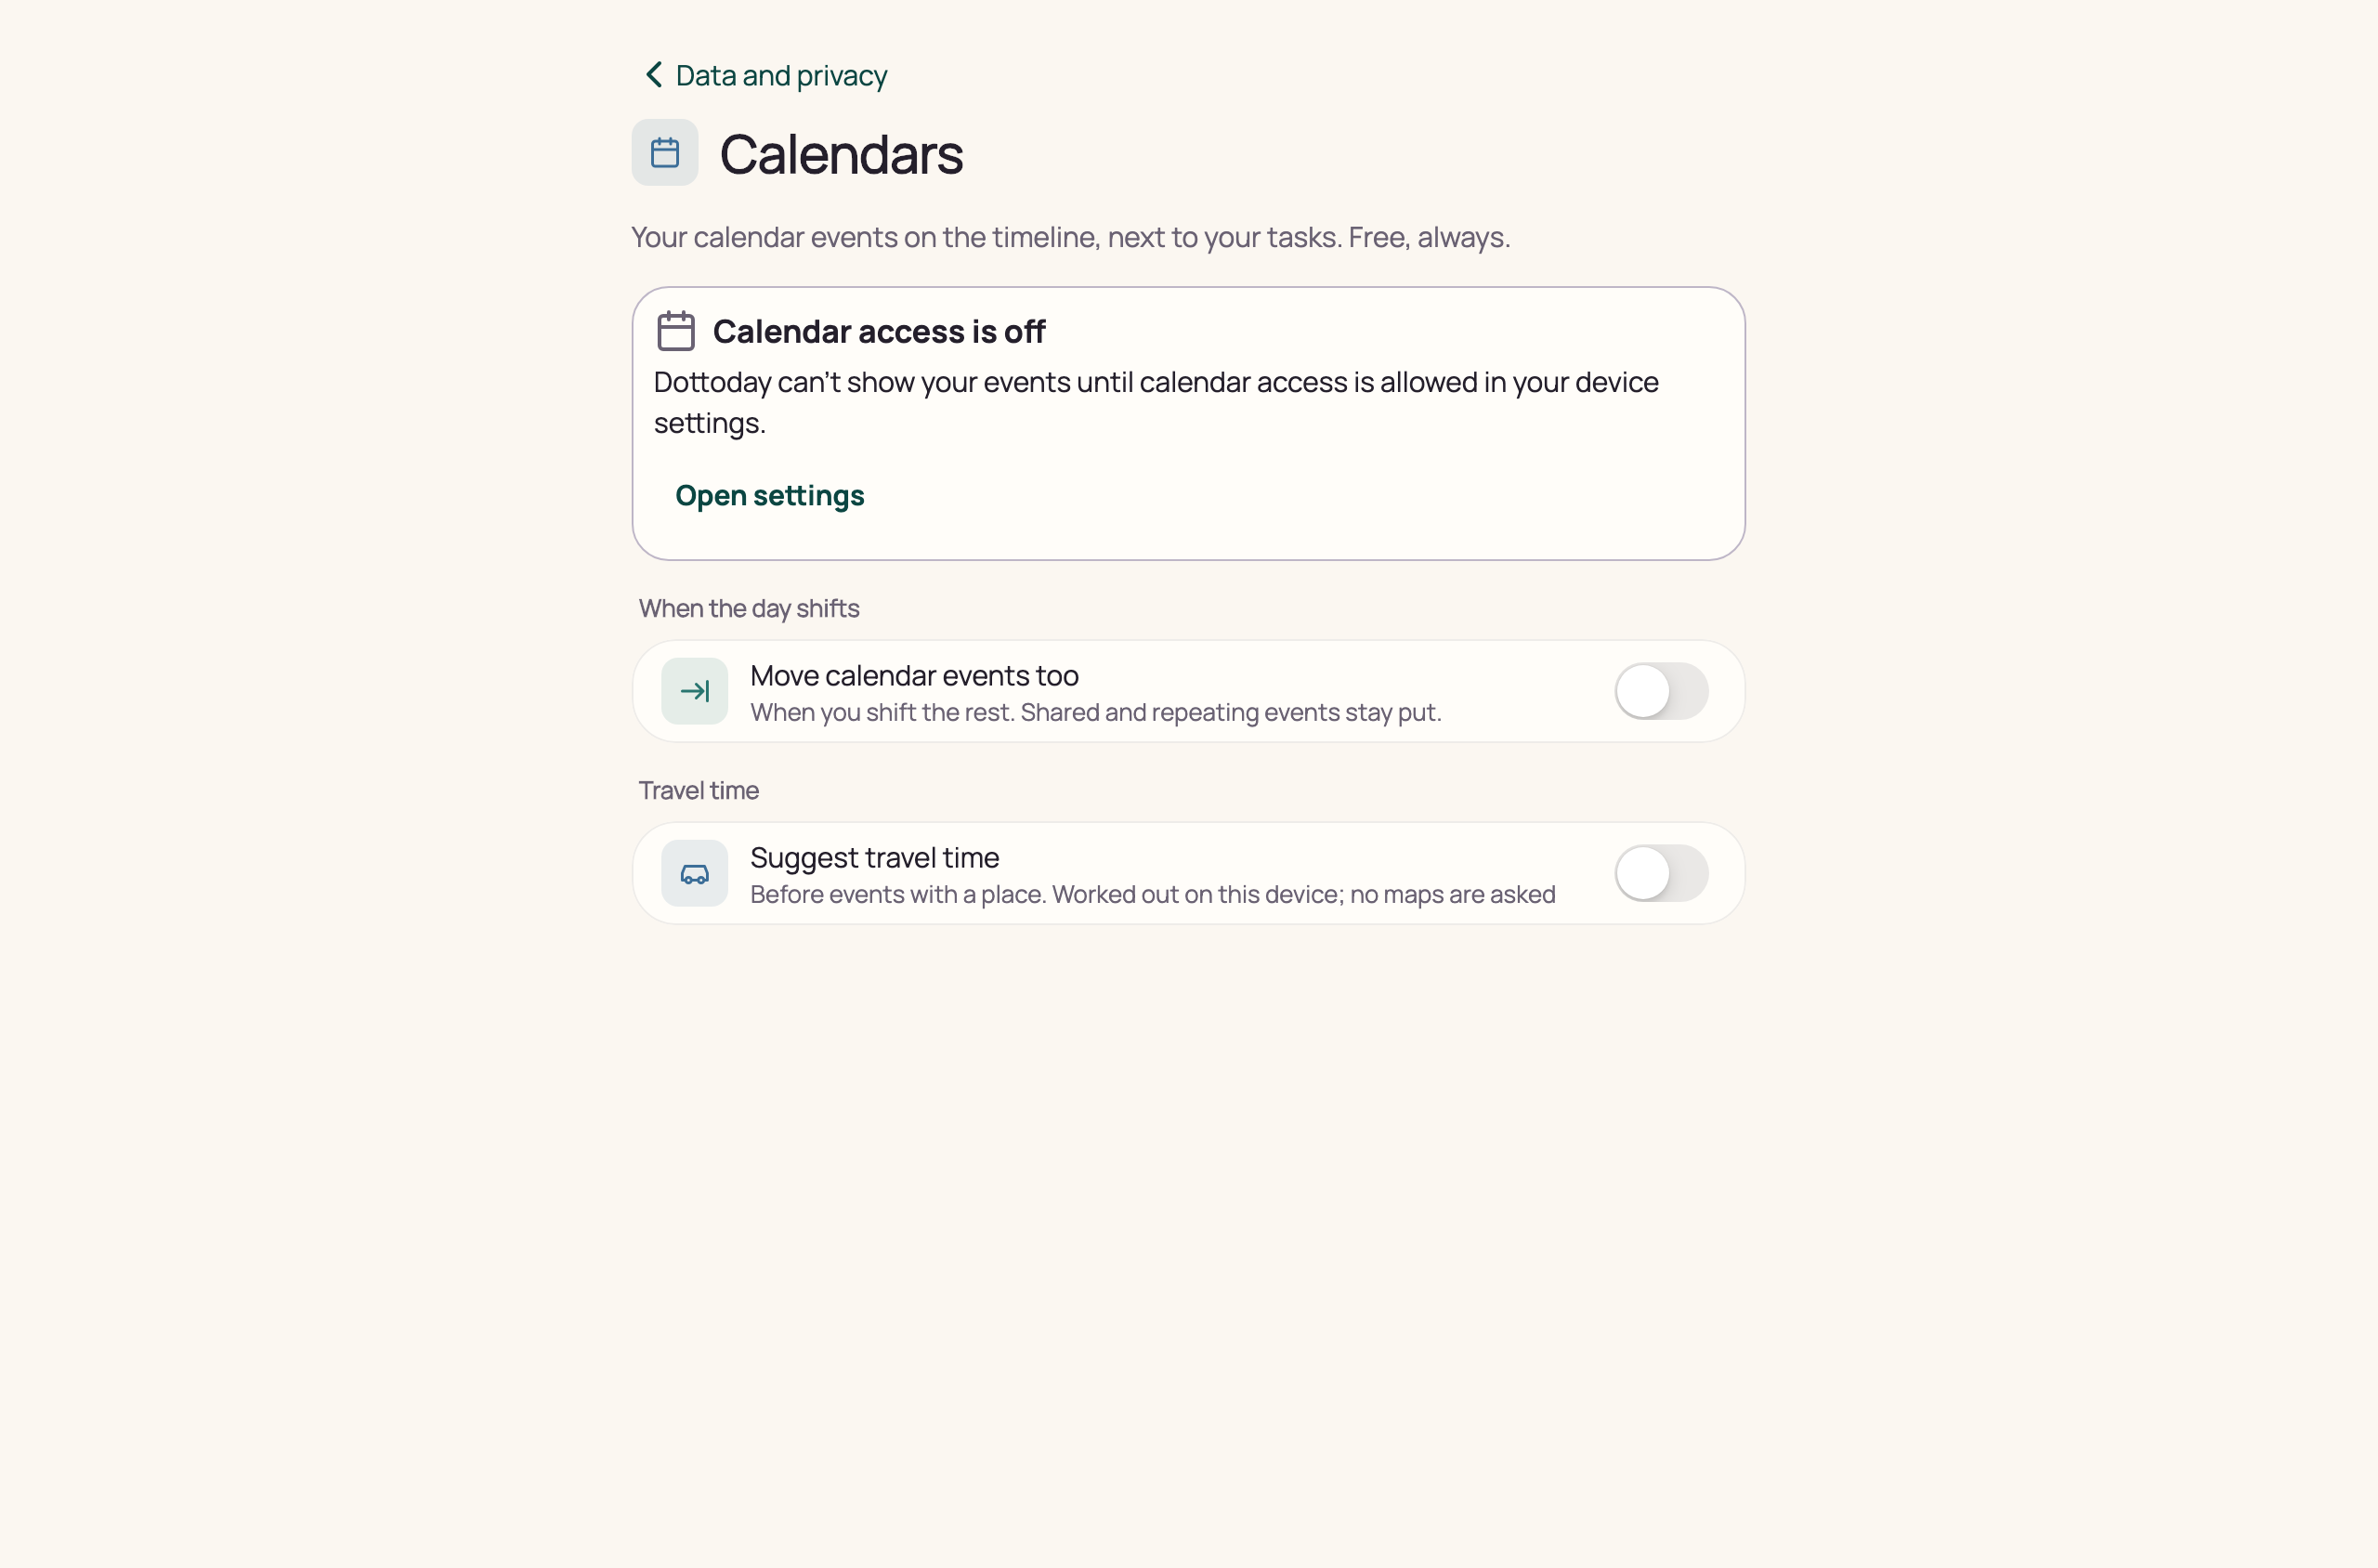 Data and privacy
Calendars
Your calendar events on the timeline, next to your tasks. Free, always.
Calendar access is off
Dottoday can’t show your events until calendar access is allowed in your device
settings.
Open settings
When the day shifts
Move calendar events too
When you shift the rest. Shared and repeating events stay put.
Travel time
Suggest travel time
Before events with a place. Worked out on this device; no maps are asked